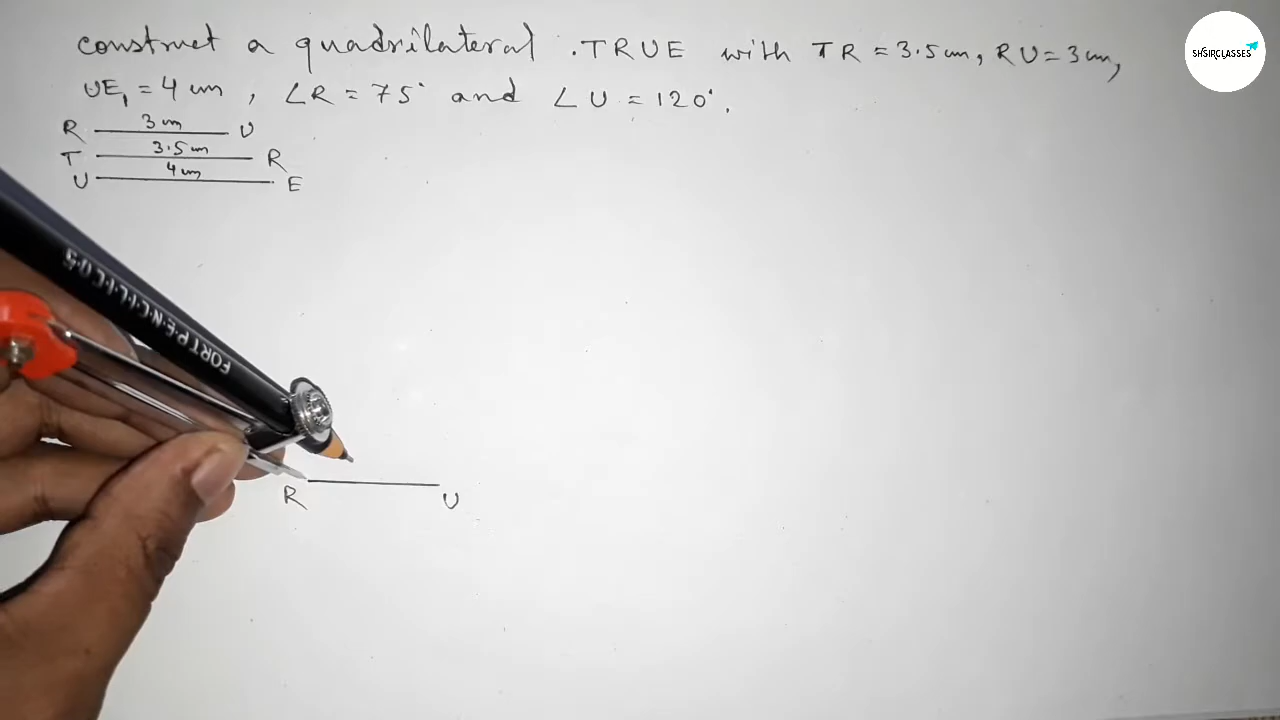 construct a quadrilateral .TRUE with TR = 3.5 cm, RU = 3 cm,
UE, = 4 cm , ∠R = 75° and ∠U = 120°.
R 3 cm U
T 3.5 cm R
U 4 cm E
R U
FORTPENCILICO5
SHSIRCLASSES